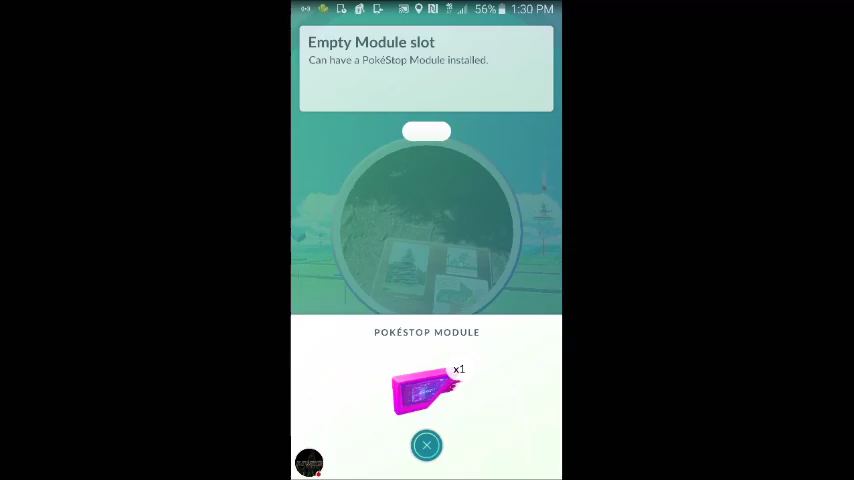 56% 1:30 PM
Empty Module slot
Can have a PokéStop Module installed.
POKÉSTOP MODULE
x1